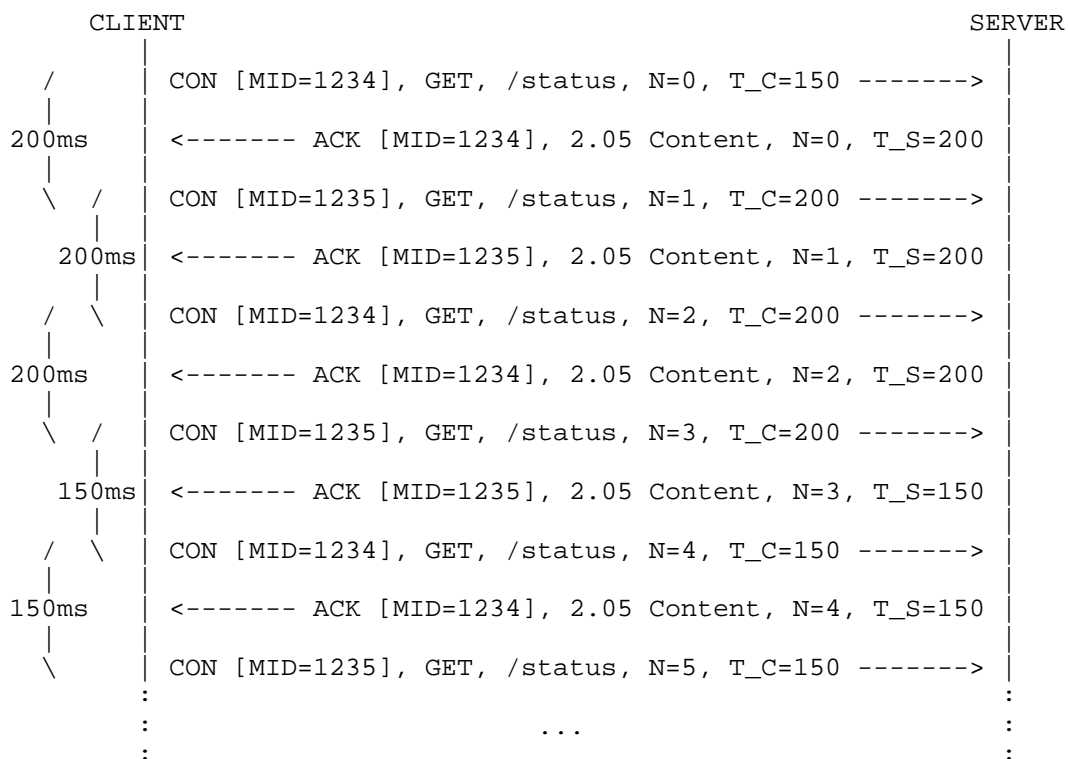 CLIENT SERVER
CON [MID=1234], GET, /status, N=0, T_C=150 ------->
200ms <------- ACK [MID=1234], 2.05 Content, N=0, T_S=200
CON [MID=1235], GET, /status, N=1, T_C=200 ------->
200ms <------- ACK [MID=1235], 2.05 Content, N=1, T_S=200
CON [MID=1234], GET, /status, N=2, T_C=200 ------->
200ms <------- ACK [MID=1234], 2.05 Content, N=2, T_S=200
CON [MID=1235], GET, /status, N=3, T_C=200 ------->
150ms <------- ACK [MID=1235], 2.05 Content, N=3, T_S=150
CON [MID=1234], GET, /status, N=4, T_C=150 ------->
150ms <------- ACK [MID=1234], 2.05 Content, N=4, T_S=150
CON [MID=1235], GET, /status, N=5, T_C=150 ------->
...